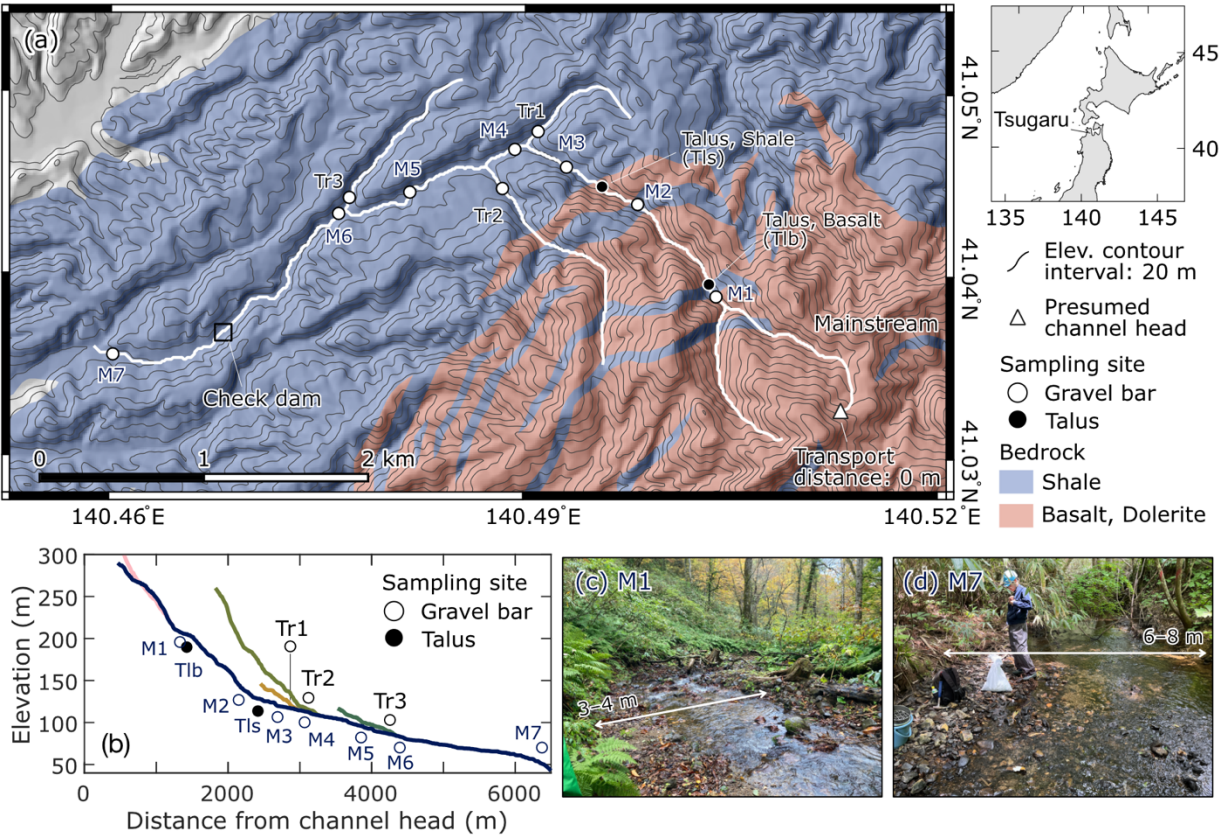 (a)
Tr1
M4
M3
Talus, Shale
(Tls)
M5
M2
Tr3
Tr2
Talus, Basalt
(Tlb)
M6
M1
Mainstream
M7
Check dam
0
1
2 km
Transport
distance: 0 m
140.46°E
140.49°E
140.52°E
41.05°N
41.04°N
41.03°N
Tsugaru
45
40
135
140
145
Elev. contour
interval: 20 m
Presumed
channel head
Sampling site
Gravel bar
Talus
Bedrock
Shale
Basalt, Dolerite
300
250
200
150
100
50
Elevation (m)
Sampling site
Gravel bar
Talus
M1
Tlb
Tr1
Tr2
Tr3
M2
Tls
M3
M4
M5
M6
M7
(b)
0
2000
4000
6000
Distance from channel head (m)
(c) M1
3–4 m
(d) M7
6–8 m